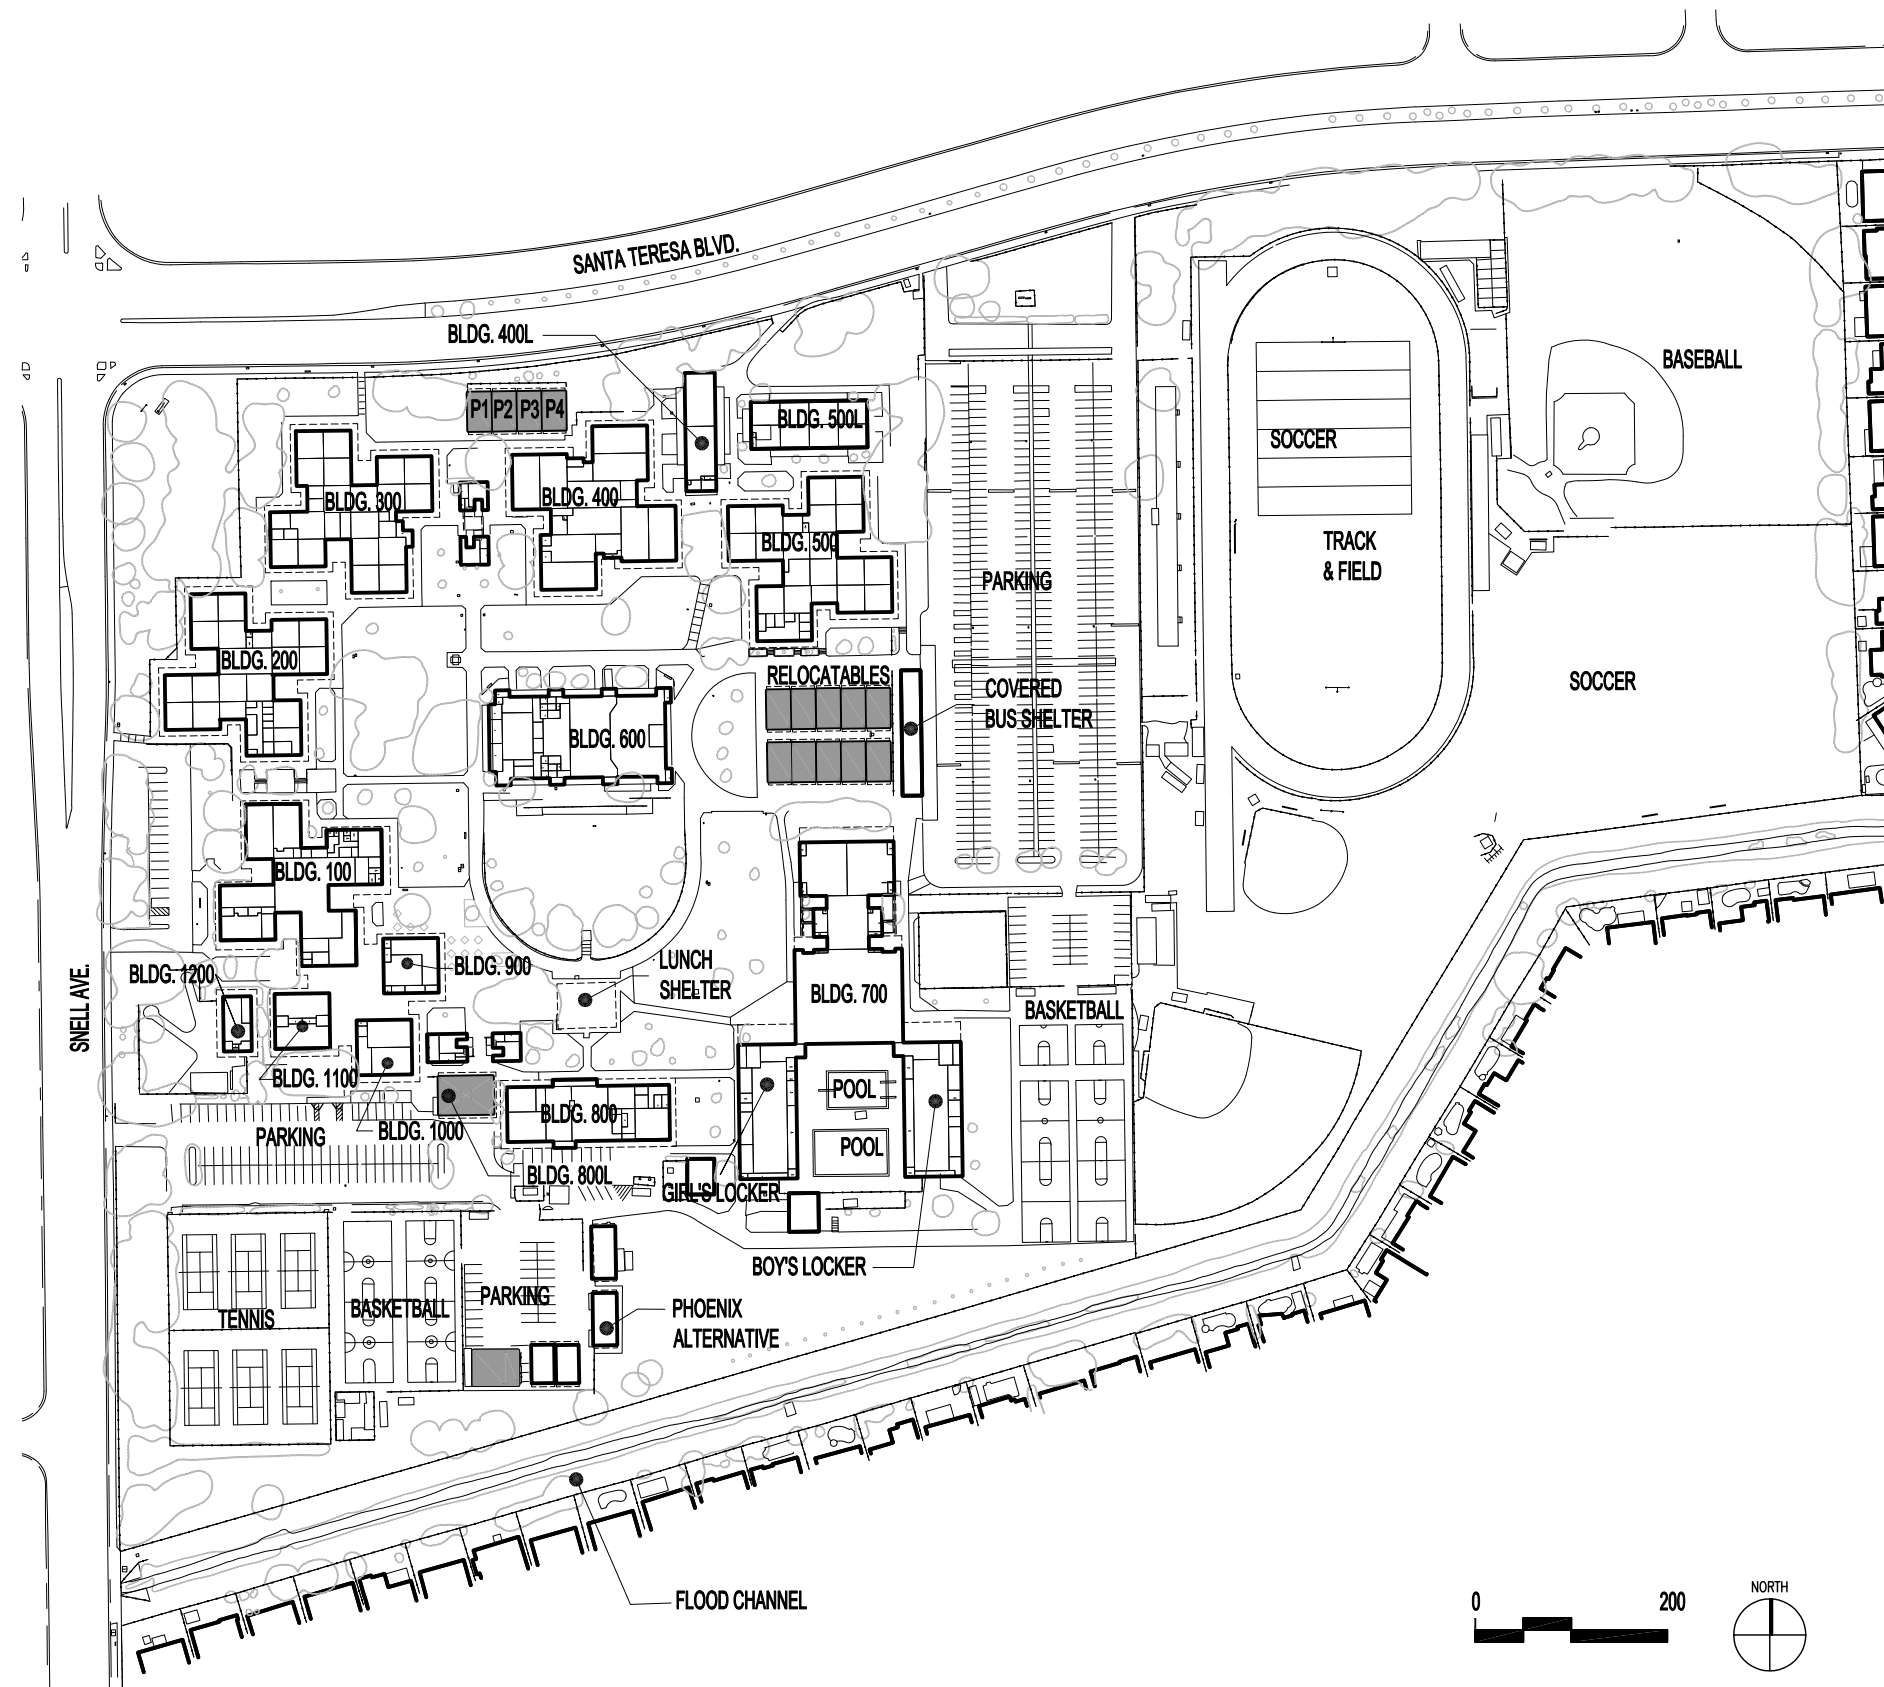 SANTA TERESA BLVD.
BLDG. 400L
P1 P2 P3 P4
BLDG. 500L
BASEBALL
SOCCER
BLDG. 300
BLDG. 400
BLDG. 500
TRACK
& FIELD
PARKING
BLDG. 200
RELOCATABLES
COVERED
BUS SHELTER
SOCCER
BLDG. 600
BLDG. 100
SNELL AVE.
BLDG. 1200
BLDG. 900
LUNCH
SHELTER
BLDG. 700
BASKETBALL
BLDG. 1100
POOL
BLDG. 800
PARKING
BLDG. 1000
POOL
BLDG. 800L
GIRL'S LOCKER
BOY'S LOCKER
TENNIS
BASKETBALL
PARKING
PHOENIX
ALTERNATIVE
FLOOD CHANNEL
0 200
NORTH